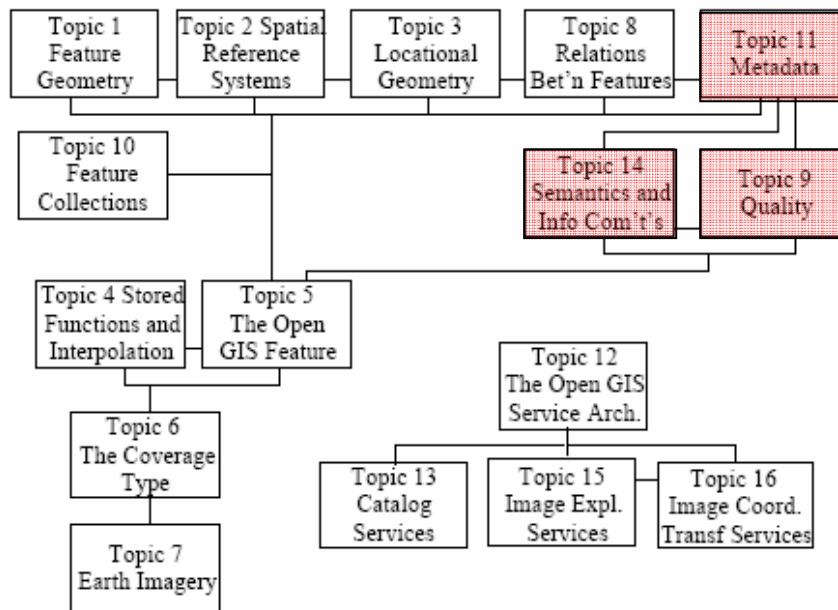 Topic 1
Feature
Geometry
Topic 2 Spatial
Reference
Systems
Topic 3
Locational
Geometry
Topic 8
Relations
Bet'n Features
Topic 11
Metadata
Topic 10
Feature
Collections
Topic 14
Semantics and
Info Com't's
Topic 9
Quality
Topic 4 Stored
Functions and
Interpolation
Topic 5
The Open
GIS Feature
Topic 12
The Open GIS
Service Arch.
Topic 6
The Coverage
Type
Topic 13
Catalog
Services
Topic 15
Image Expl.
Services
Topic 16
Image Coord.
Transf Services
Topic 7
Earth Imagery